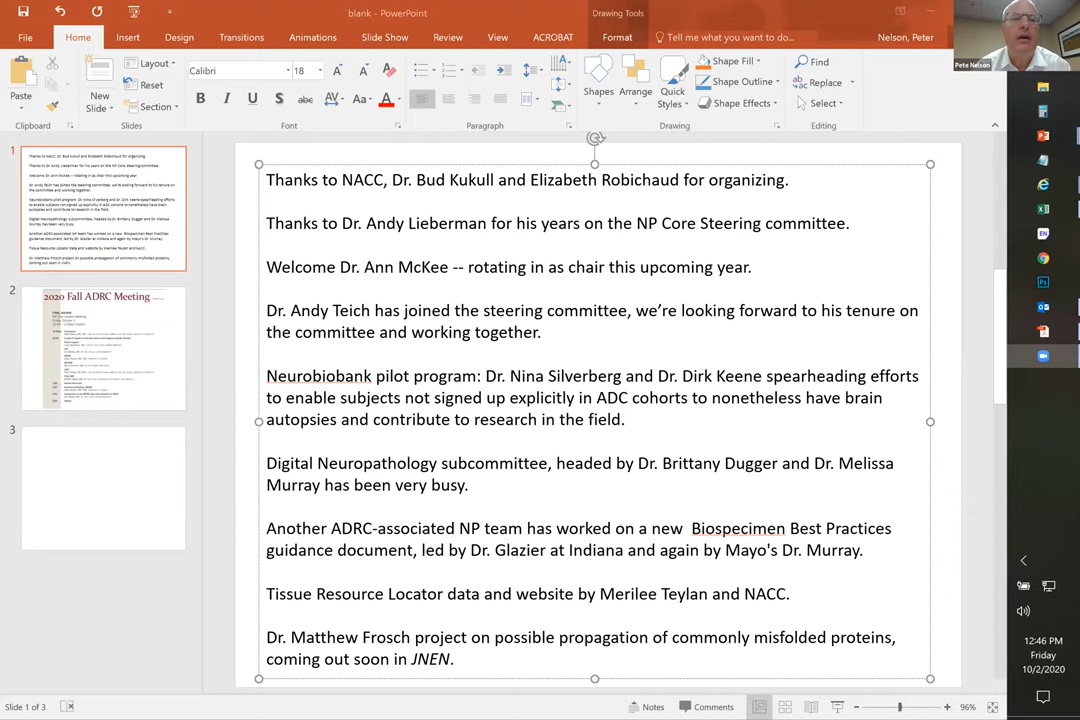 blank - PowerPoint
Drawing Tools
File
Home
Insert
Design
Transitions
Animations
Slide Show
Review
View
ACROBAT
Format
Tell me what you want to do...
Nelson, Peter
Pete Nelson
Paste
Clipboard
New
Slide
Layout
Reset
Section
Slides
Calibri
18
Font
Paragraph
Shapes
Arrange
Quick
Styles
Shape Fill
Shape Outline
Shape Effects
Drawing
Find
Replace
Select
Editing
1
2
2020 Fall ADRC Meeting
3
Thanks to NACC, Dr. Bud Kukull and Elizabeth Robichaud for organizing.
Thanks to Dr. Andy Lieberman for his years on the NP Core Steering committee.
Welcome Dr. Ann McKee -- rotating in as chair this upcoming year.
Dr. Andy Teich has joined the steering committee, we're looking forward to his tenure on
the committee and working together.
Neurobiobank pilot program: Dr. Nina Silverberg and Dr. Dirk Keene spearheading efforts
to enable subjects not signed up explicitly in ADC cohorts to nonetheless have brain
autopsies and contribute to research in the field.
Digital Neuropathology subcommittee, headed by Dr. Brittany Dugger and Dr. Melissa
Murray has been very busy.
Another ADRC-associated NP team has worked on a new  Biospecimen Best Practices
guidance document, led by Dr. Glazier at Indiana and again by Mayo's Dr. Murray.
Tissue Resource Locator data and website by Merilee Teylan and NACC.
Dr. Matthew Frosch project on possible propagation of commonly misfolded proteins,
coming out soon in JNEN.
Slide 1 of 3
Notes
Comments
96%
12:46 PM
Friday
10/2/2020